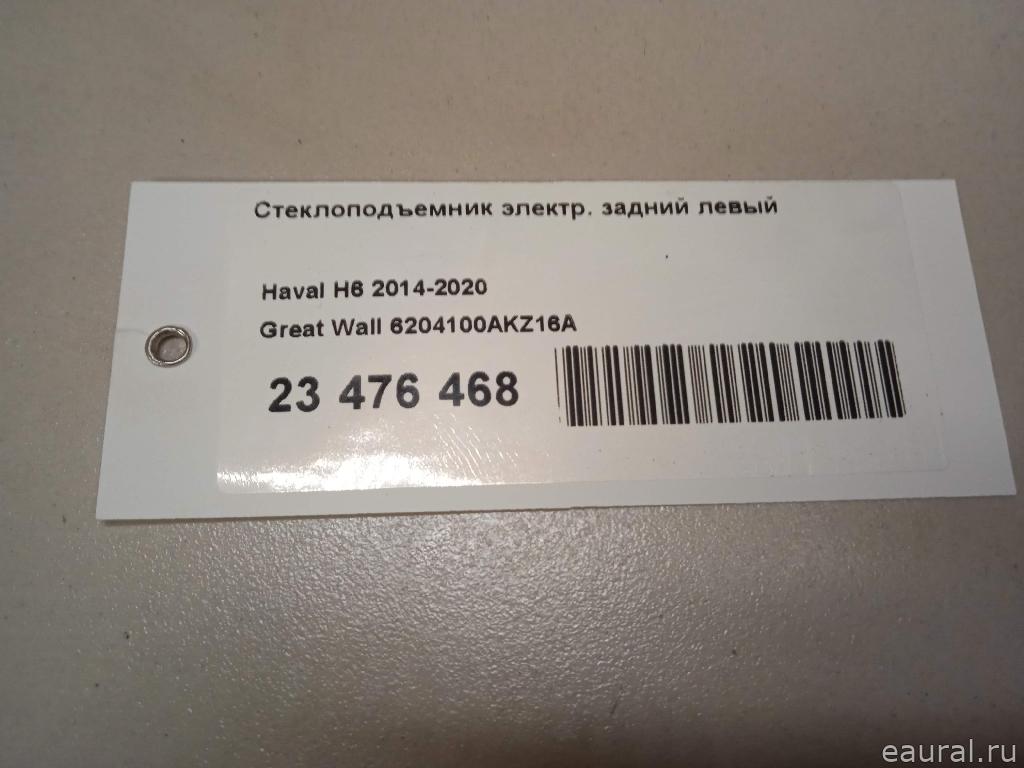 Стеклоподъемник электр. задний левый
Haval H6 2014-2020
Great Wall 6204100AKZ16A
23 476 468
eaural.ru